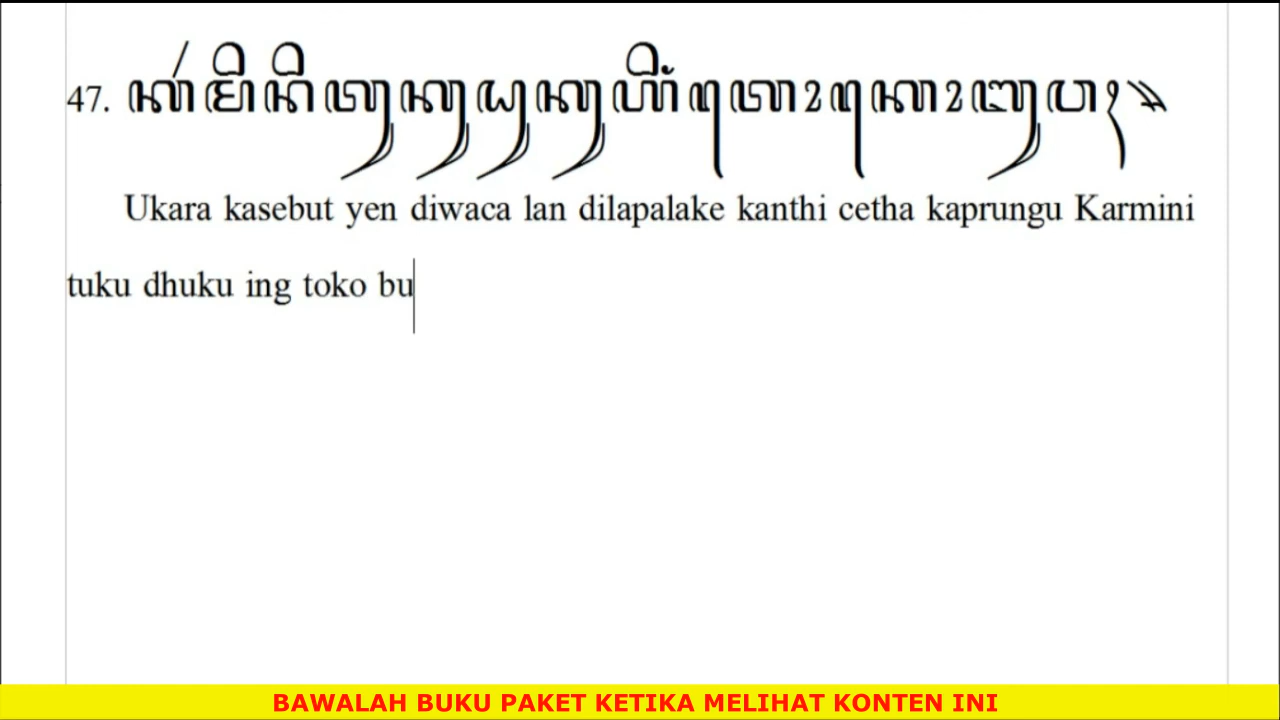 47. ꦏꦂꦩꦶꦤꦶꦠꦸꦏꦸꦝꦸꦏꦸꦲꦶꦁꦠꦺꦴꦏꦺꦴꦧꦸꦮꦃ꧉
Ukara kasebut yen diwaca lan dilapalake kanthi cetha kaprungu Karmini
tuku dhuku ing toko bu
BAWALAH BUKU PAKET KETIKA MELIHAT KONTEN INI